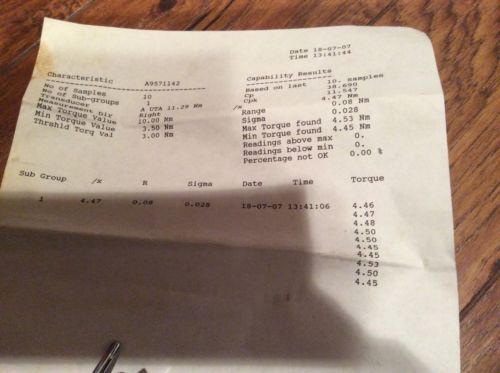 Date 18-07-07
Time 13:41:44
Characteristic A9571142
No of Samples 10
No of Sub-groups 1
Transducer A UTA 11.29 Nm
Measurement Dir Right
Max Torque Value 10.00 Nm
Min Torque Value 3.50 Nm
Thrshld Torq Val 3.00 Nm
Capability Results
Based on last 10. samples
Cp 38.690
Cpk 11.547
/x 4.47 Nm
Range 0.08 Nm
Sigma 0.028
Max Torque found 4.53 Nm
Min Torque found 4.45 Nm
Readings above max 0.
Readings below min 0.
Percentage not OK 0.00 %
Sub Group /x R Sigma Date Time Torque
1 4.47 0.08 0.028 18-07-07 13:41:06 4.46
4.47
4.48
4.50
4.50
4.45
4.45
4.53
4.50
4.45